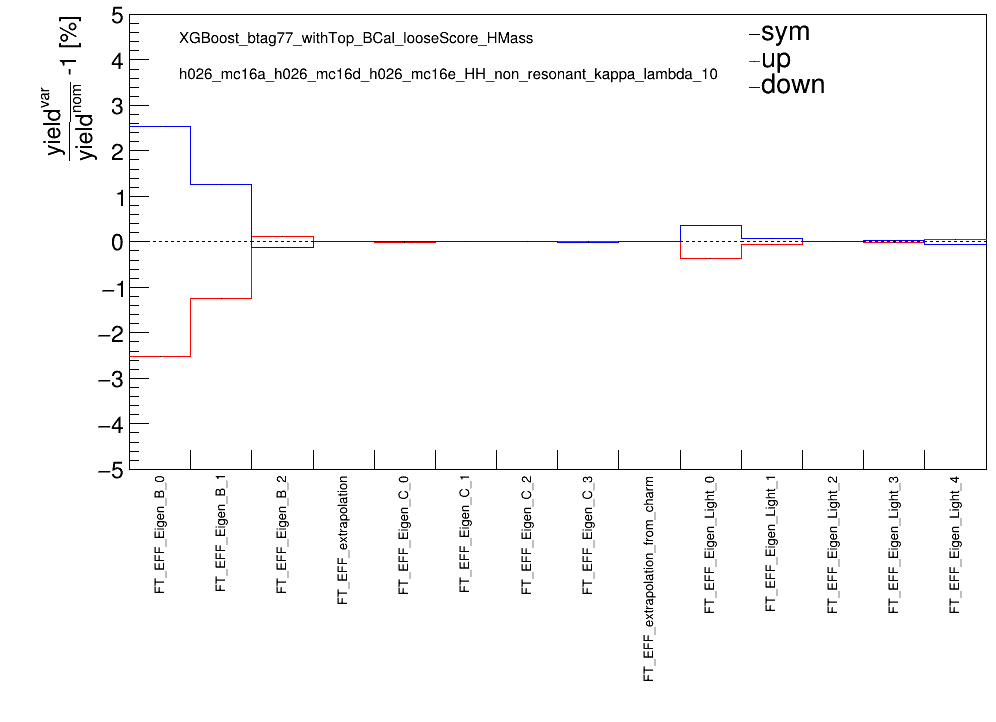 yield^var
yield^nom -1 [%]
XGBoost_btag77_withTop_BCal_looseScore_HMass
h026_mc16a_h026_mc16d_h026_mc16e_HH_non_resonant_kappa_lambda_10
sym
up
down
5
4
3
2
1
0
−1
−2
−3
−4
−5
FT_EFF_Eigen_B_0
FT_EFF_Eigen_B_1
FT_EFF_Eigen_B_2
FT_EFF_extrapolation
FT_EFF_Eigen_C_0
FT_EFF_Eigen_C_1
FT_EFF_Eigen_C_2
FT_EFF_Eigen_C_3
FT_EFF_extrapolation_from_charm
FT_EFF_Eigen_Light_0
FT_EFF_Eigen_Light_1
FT_EFF_Eigen_Light_2
FT_EFF_Eigen_Light_3
FT_EFF_Eigen_Light_4